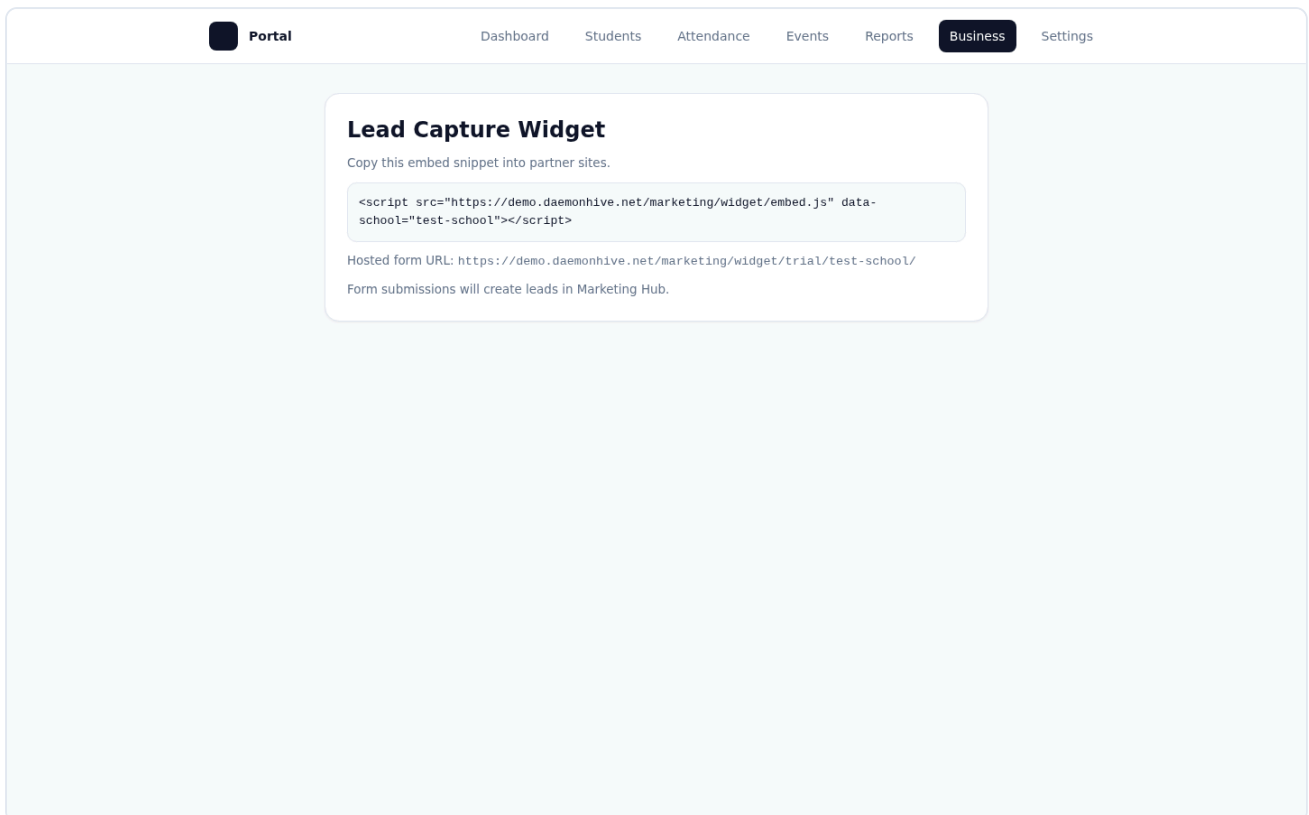 Portal
Dashboard
Students
Attendance
Events
Reports
Business
Settings
Lead Capture Widget
Copy this embed snippet into partner sites.
<script src="https://demo.daemonhive.net/marketing/widget/embed.js" data-
school="test-school"></script>
Hosted form URL: https://demo.daemonhive.net/marketing/widget/trial/test-school/
Form submissions will create leads in Marketing Hub.